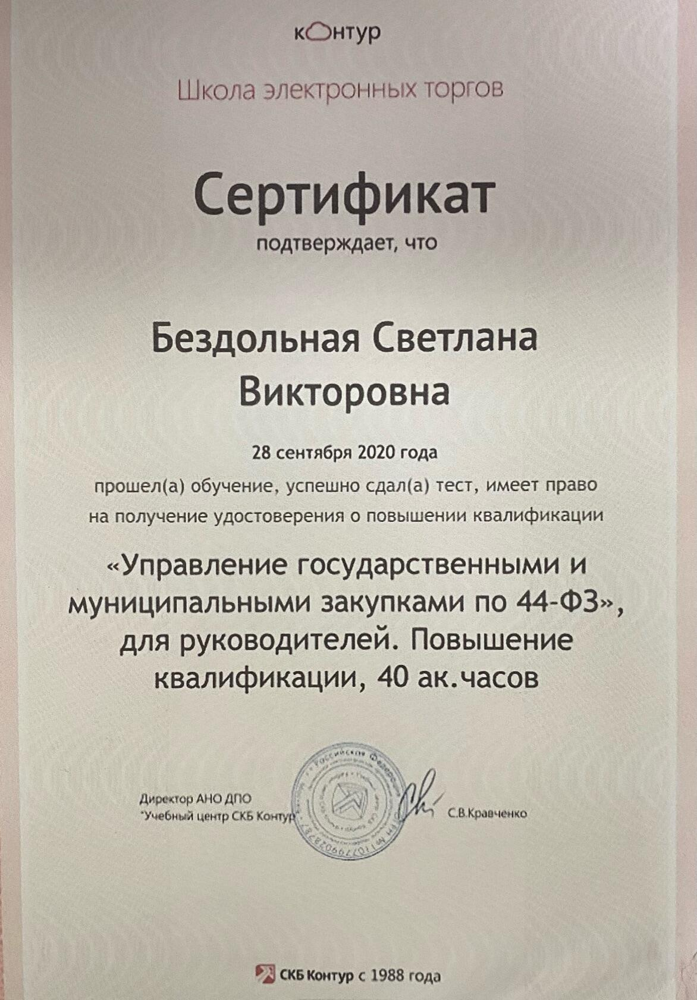 контур
Школа электронных торгов
Сертификат
подтверждает, что
Бездольная Светлана
Викторовна
28 сентября 2020 года
прошел(а) обучение, успешно сдал(а) тест, имеет право
на получение удостоверения о повышении квалификации
«Управление государственными и
муниципальными закупками по 44-ФЗ»,
для руководителей. Повышение
квалификации, 40 ак.часов
Российская Федерация
Директор АНО ДПО
"Учебный центр СКБ Контур"
С.В.Кравченко
СКБ Контур с 1988 года